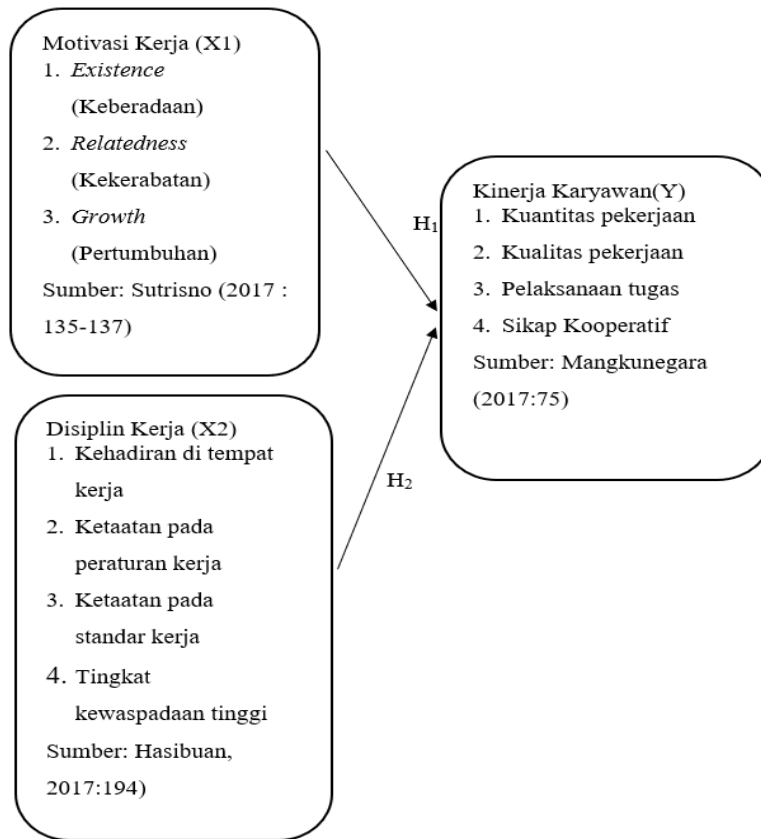 Motivasi Kerja (X1)
1. Existence
(Keberadaan)
2. Relatedness
(Kekerabatan)
3. Growth
(Pertumbuhan)
Sumber: Sutrisno (2017 :
135-137)
H₁
Kinerja Karyawan(Y)
1. Kuantitas pekerjaan
2. Kualitas pekerjaan
3. Pelaksanaan tugas
4. Sikap Kooperatif
Sumber: Mangkunegara
(2017:75)
Disiplin Kerja (X2)
1. Kehadiran di tempat
kerja
2. Ketaatan pada
peraturan kerja
3. Ketaatan pada
standar kerja
4. Tingkat
kewaspadaan tinggi
Sumber: Hasibuan,
2017:194)
H₂